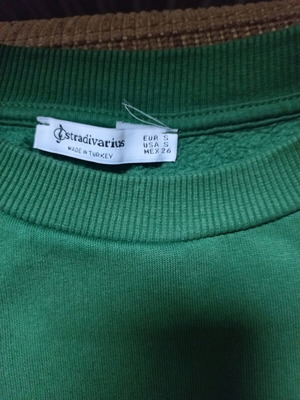 stradivarius
MADE IN TURKEY
EUR S
USA S
MEX 26